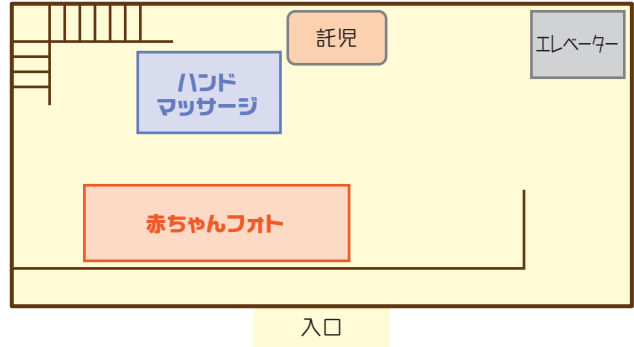 託児
エレベーター
ハンド
マッサージ
赤ちゃんフォト
入口